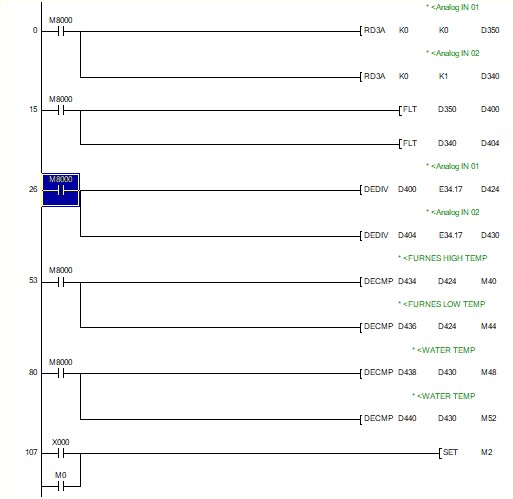 * <Analog IN 01
M8000
0 RD3A K0 K0 D350
* <Analog IN 02
RD3A K0 K1 D340
M8000
15 FLT D350 D400
FLT D340 D404
* <Analog IN 01
M8000
26 DEDIV D400 E34.17 D424
* <Analog IN 02
DEDIV D404 E34.17 D430
* <FURNES HIGH TEMP
M8000
53 DECMP D434 D424 M40
* <FURNES LOW TEMP
DECMP D436 D424 M44
* <WATER TEMP
M8000
80 DECMP D438 D430 M48
* <WATER TEMP
DECMP D440 D430 M52
X000
107 SET M2
M0